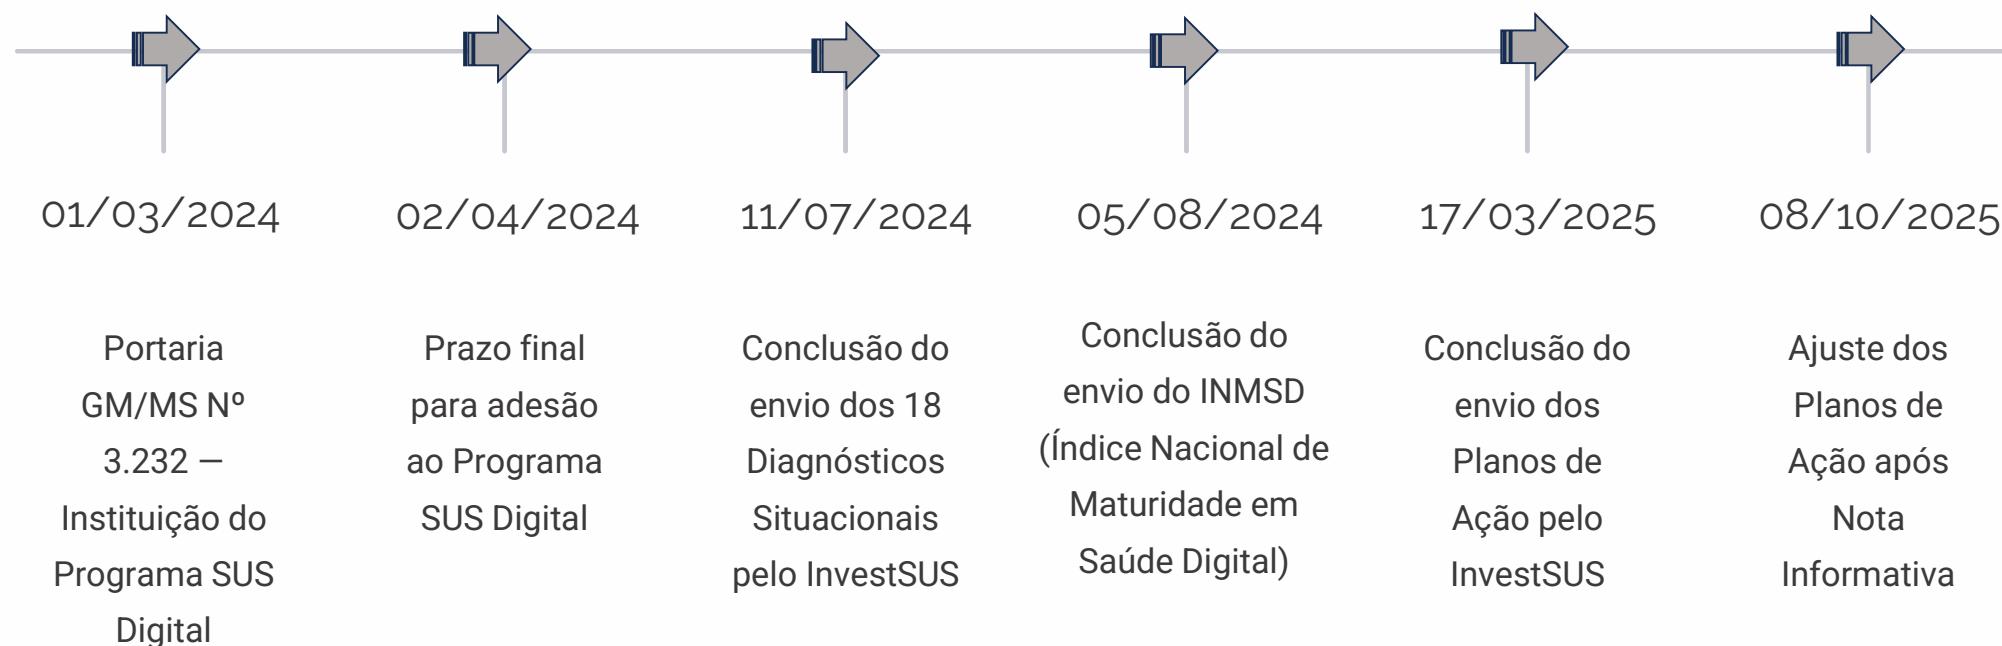 01/03/2024
Portaria
GM/MS Nº
3.232 –
Instituição do
Programa SUS
Digital
02/04/2024
Prazo final
para adesão
ao Programa
SUS Digital
11/07/2024
Conclusão do
envio dos 18
Diagnósticos
Situacionais
pelo InvestSUS
05/08/2024
Conclusão do
envio do INMSD
(Índice Nacional de
Maturidade em
Saúde Digital)
17/03/2025
Conclusão do
envio dos
Planos de
Ação pelo
InvestSUS
08/10/2025
Ajuste dos
Planos de
Ação após
Nota
Informativa